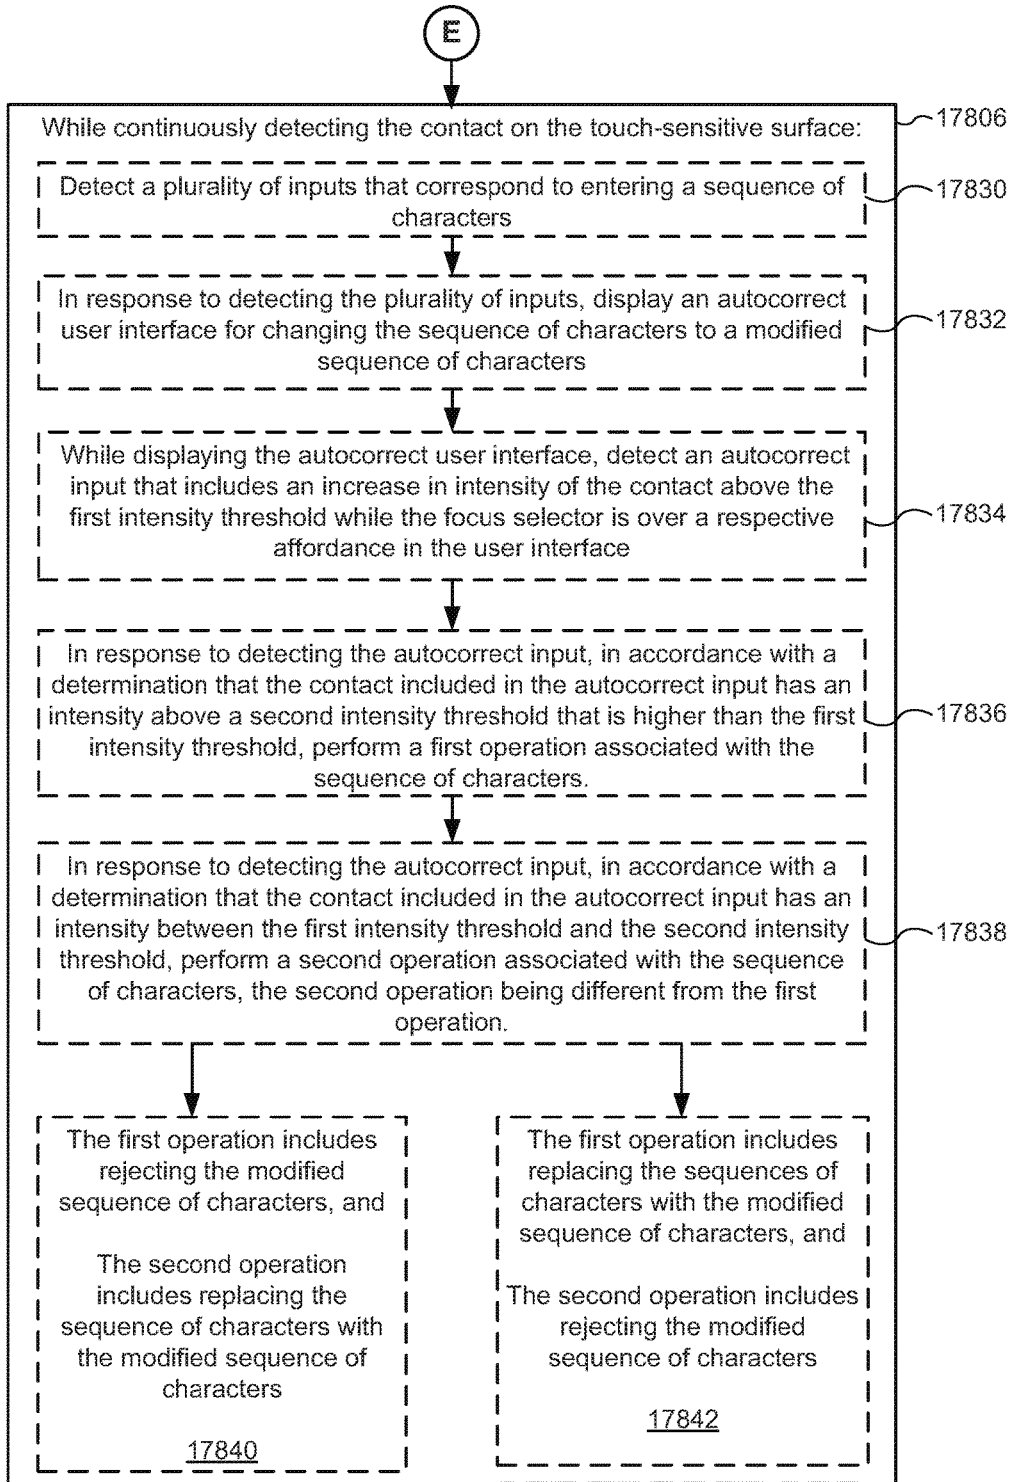 E
While continuously detecting the contact on the touch-sensitive surface:
17806
Detect a plurality of inputs that correspond to entering a sequence of
characters
17830
In response to detecting the plurality of inputs, display an autocorrect
user interface for changing the sequence of characters to a modified
sequence of characters
17832
While displaying the autocorrect user interface, detect an autocorrect
input that includes an increase in intensity of the contact above the
first intensity threshold while the focus selector is over a respective
affordance in the user interface
17834
In response to detecting the autocorrect input, in accordance with a
determination that the contact included in the autocorrect input has an
intensity above a second intensity threshold that is higher than the first
intensity threshold, perform a first operation associated with the
sequence of characters.
17836
In response to detecting the autocorrect input, in accordance with a
determination that the contact included in the autocorrect input has an
intensity between the first intensity threshold and the second intensity
threshold, perform a second operation associated with the sequence
of characters, the second operation being different from the first
operation.
17838
The first operation includes
rejecting the modified
sequence of characters, and
The second operation
includes replacing the
sequence of characters with
the modified sequence of
characters
17840
The first operation includes
replacing the sequences of
characters with the modified
sequence of characters, and
The second operation includes
rejecting the modified
sequence of characters
17842